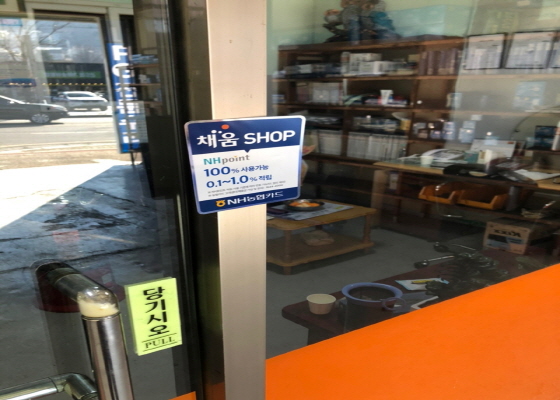 채움 SHOP
NHpoint
100% 사용가능
0.1~1.0% 적립
NH농협카드
당기시오
PULL